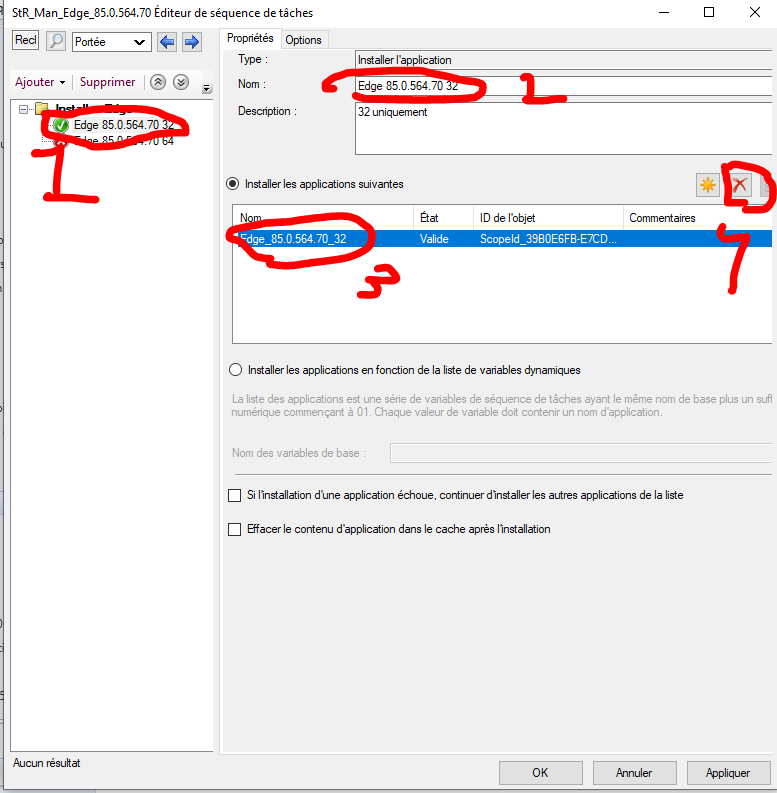 StR_Man_Edge_85.0.564.70 Éditeur de séquence de tâches
Recl
Portée
Propriétés
Options
Ajouter
Supprimer
Edge 85.0.564.70 32
Edge 85.0.564.70 64
1
Type :
Installer l'application
Nom :
Edge 85.0.564.70 32
2
Description :
32 uniquement
Installer les applications suivantes
Nom
État
ID de l'objet
Commentaires
Edge_85.0.564.70_32
Valide
ScopeId_39B0E6FB-E7CD...
3
Installer les applications en fonction de la liste de variables dynamiques
La liste des applications est une série de variables de séquence de tâches ayant le même nom de base plus un suff
numérique commençant à 01. Chaque valeur de variable doit contenir un nom d'application.
Nom des variables de base :
Si l'installation d'une application échoue, continuer d'installer les autres applications de la liste
Effacer le contenu d'application dans le cache après l'installation
Aucun résultat
OK
Annuler
Appliquer